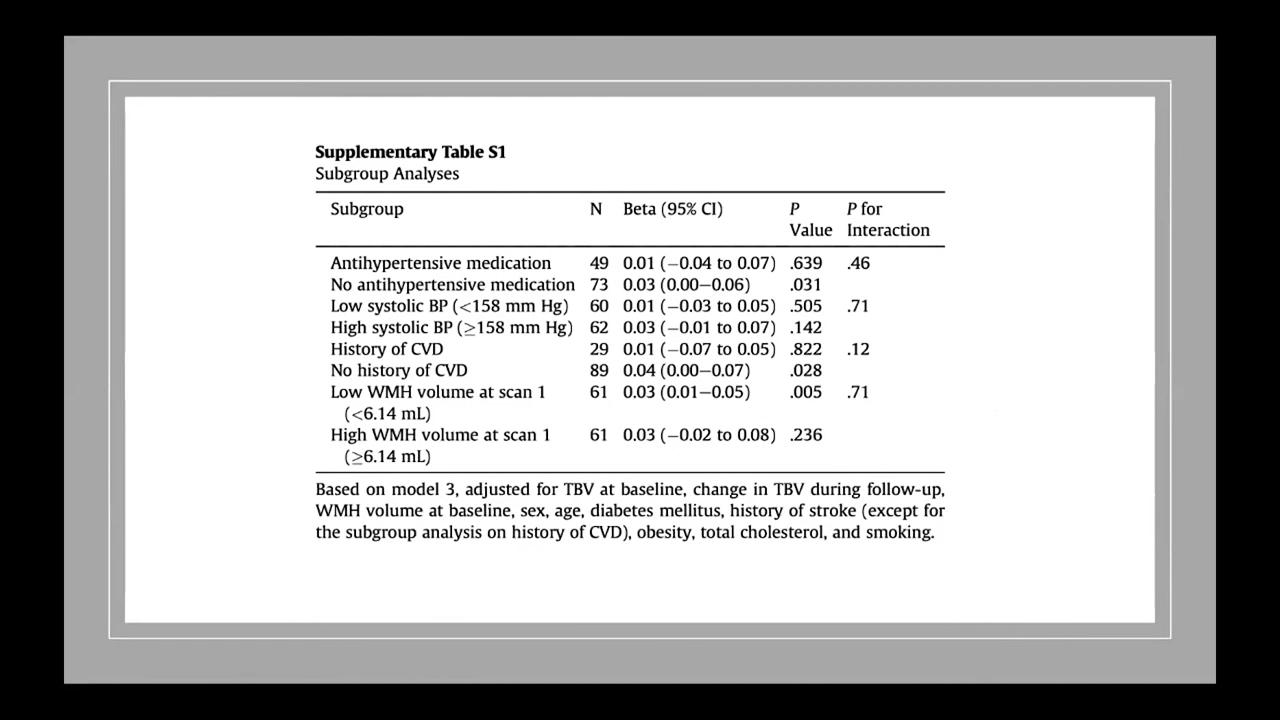 Supplementary Table S1
Subgroup Analyses
Subgroup N Beta (95% CI) P Value P for Interaction
Antihypertensive medication 49 0.01 (−0.04 to 0.07) .639 .46
No antihypertensive medication 73 0.03 (0.00−0.06) .031
Low systolic BP (<158 mm Hg) 60 0.01 (−0.03 to 0.05) .505 .71
High systolic BP (≥158 mm Hg) 62 0.03 (−0.01 to 0.07) .142
History of CVD 29 0.01 (−0.07 to 0.05) .822 .12
No history of CVD 89 0.04 (0.00−0.07) .028
Low WMH volume at scan 1 61 0.03 (0.01−0.05) .005 .71
(<6.14 mL)
High WMH volume at scan 1 61 0.03 (−0.02 to 0.08) .236
(≥6.14 mL)
Based on model 3, adjusted for TBV at baseline, change in TBV during follow-up,
WMH volume at baseline, sex, age, diabetes mellitus, history of stroke (except for
the subgroup analysis on history of CVD), obesity, total cholesterol, and smoking.